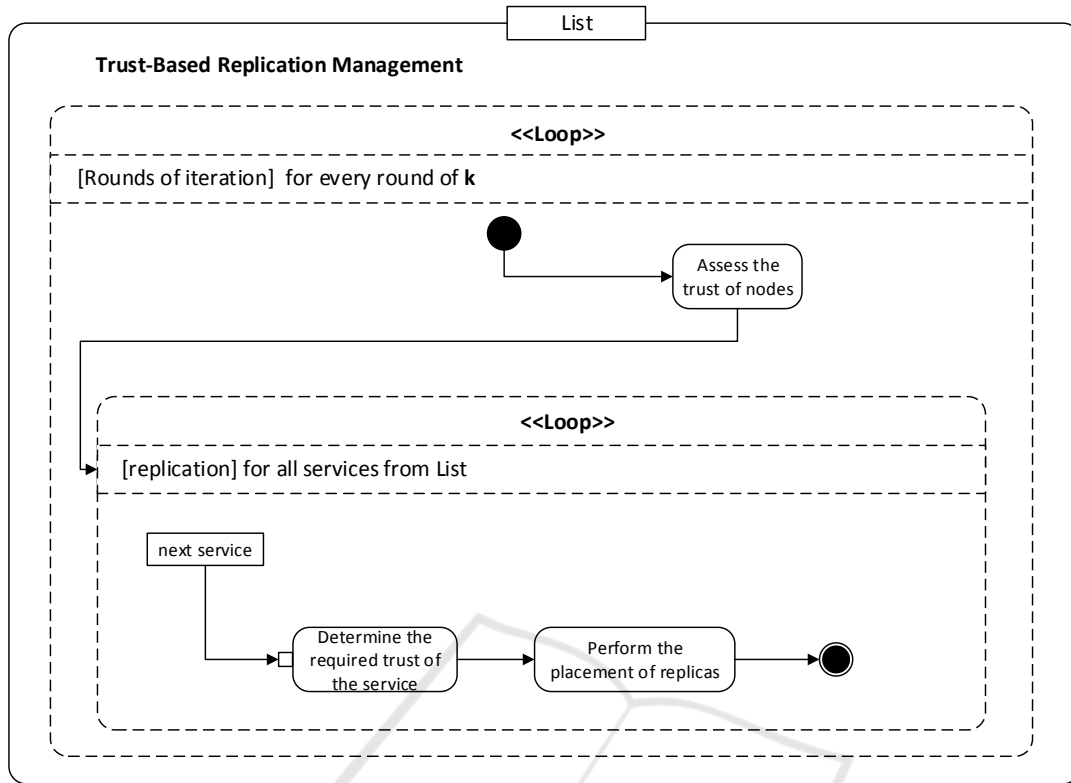 List
Trust-Based Replication Management
<<Loop>>
[Rounds of iteration] for every round of k
Assess the
trust of nodes
<<Loop>>
[replication] for all services from List
next service
Determine the
required trust of
the service
Perform the
placement of replicas